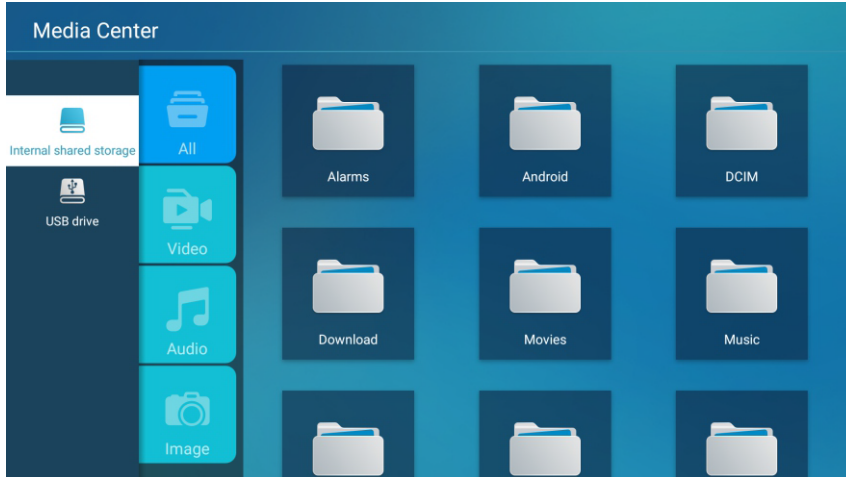 Media Center
Internal shared storage
USB drive
All
Video
Audio
Image
Alarms
Android
DCIM
Download
Movies
Music